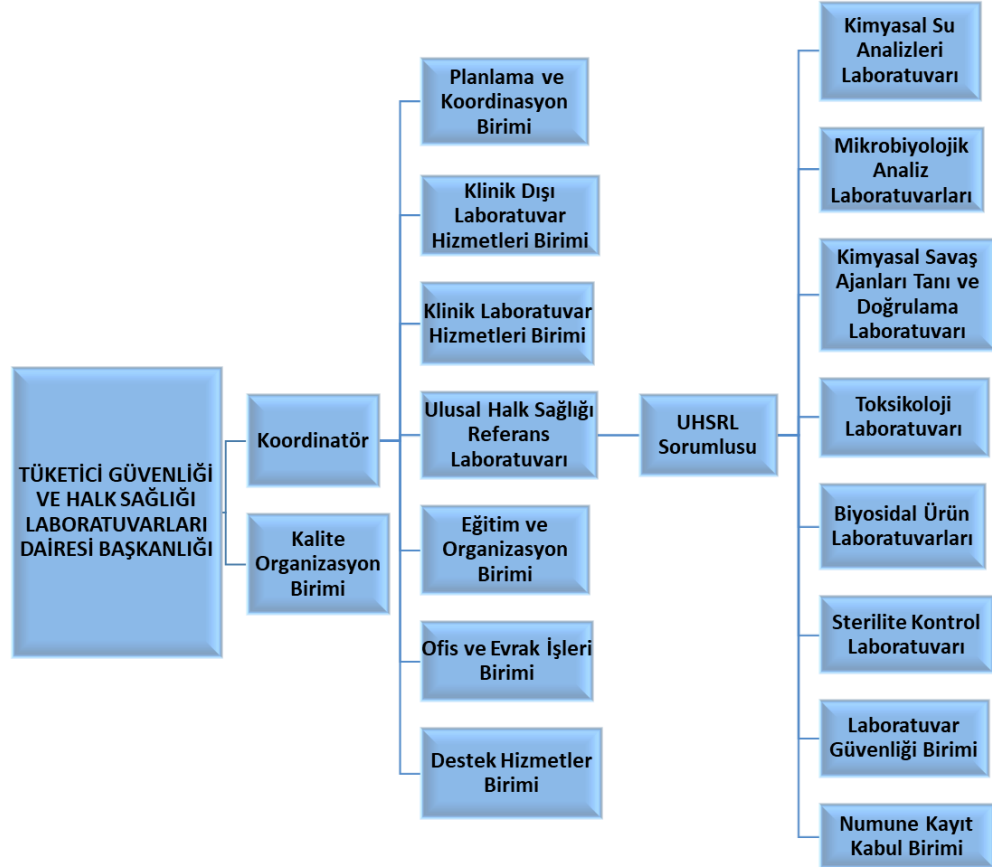 TÜKETİCİ GÜVENLİĞİ
VE HALK SAĞLIĞI
LABORATUVARLARI
DAİRESİ BAŞKANLIĞI
Koordinatör
Kalite
Organizasyon
Birimi
Planlama ve
Koordinasyon
Birimi
Klinik Dışı
Laboratuvar
Hizmetleri Birimi
Klinik Laboratuvar
Hizmetleri Birimi
Ulusal Halk Sağlığı
Referans
Laboratuvarı
Eğitim ve
Organizasyon
Birimi
Ofis ve Evrak İşleri
Birimi
Destek Hizmetler
Birimi
UHSRL
Sorumlusu
Kimyasal Su
Analizleri
Laboratuvarı
Mikrobiyolojik
Analiz
Laboratuvarları
Kimyasal Savaş
Ajanları Tanı ve
Doğrulama
Laboratuvarı
Toksikoloji
Laboratuvarı
Biyosidal Ürün
Laboratuvarları
Sterilite Kontrol
Laboratuvarı
Laboratuvar
Güvenliği Birimi
Numune Kayıt
Kabul Birimi